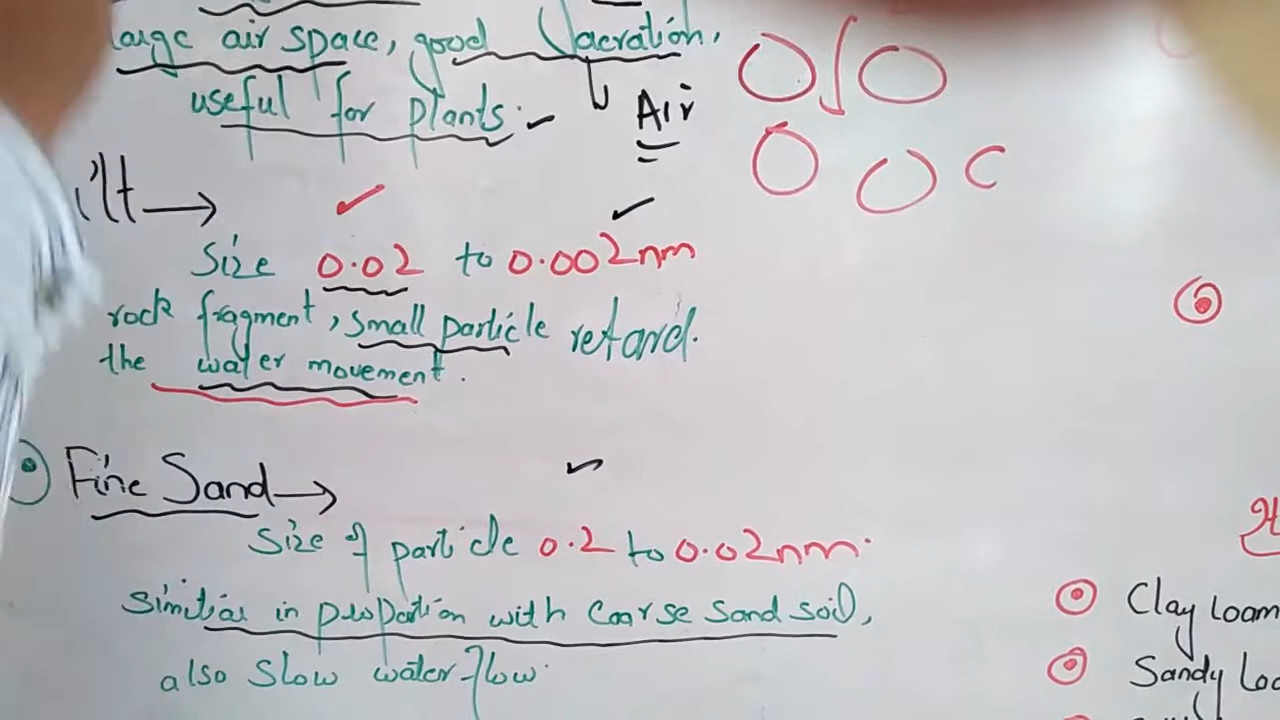 large air space, good aeration,
useful for plants.
Air
ilt →
Size 0.02 to 0.002nm
rock fragment, small particle retard.
the water movement.
Fine Sand →
Size of particle 0.2 to 0.02nm.
Similiar in proportion with Coarse Sand soil,
also slow water flow.
Clay loam
Sandy loa